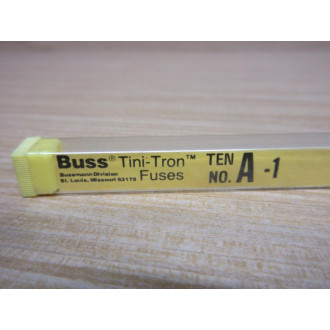 Buss® Tini-Tron™ TEN
Bussmann Division
St. Louis, Missouri 63178 Fuses NO. A -1